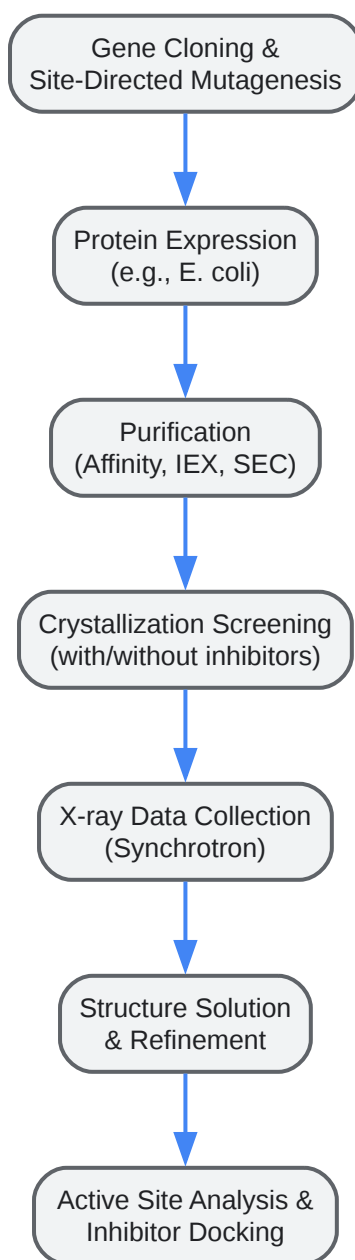 Gene Cloning &
Site-Directed Mutagenesis
Protein Expression
(e.g., E. coli)
Purification
(Affinity, IEX, SEC)
Crystallization Screening
(with/without inhibitors)
X-ray Data Collection
(Synchrotron)
Structure Solution
& Refinement
Active Site Analysis &
Inhibitor Docking